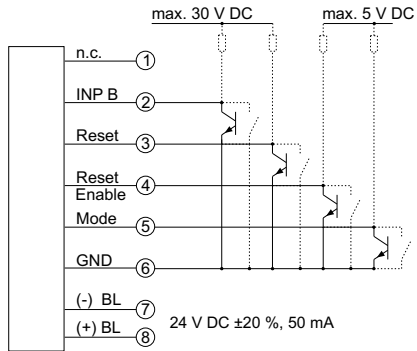 max. 30 V DC max. 5 V DC
n.c. 1
INP B 2
Reset 3
Reset Enable 4
Mode 5
GND 6
(-) BL 7
(+) BL 8
24 V DC ±20 %, 50 mA